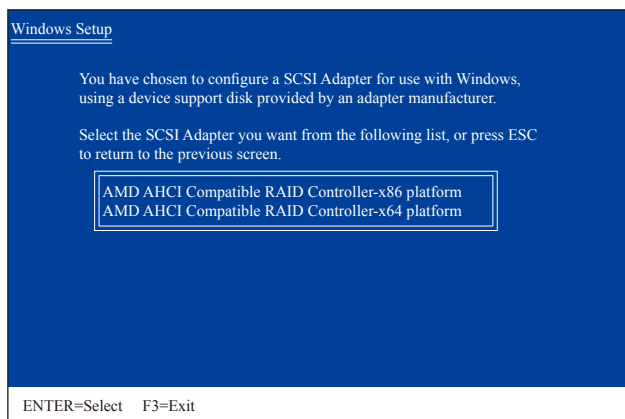 Windows Setup
You have chosen to configure a SCSI Adapter for use with Windows,
using a device support disk provided by an adapter manufacturer.
Select the SCSI Adapter you want from the following list, or press ESC
to return to the previous screen.
AMD AHCI Compatible RAID Controller-x86 platform
AMD AHCI Compatible RAID Controller-x64 platform
ENTER=Select F3=Exit